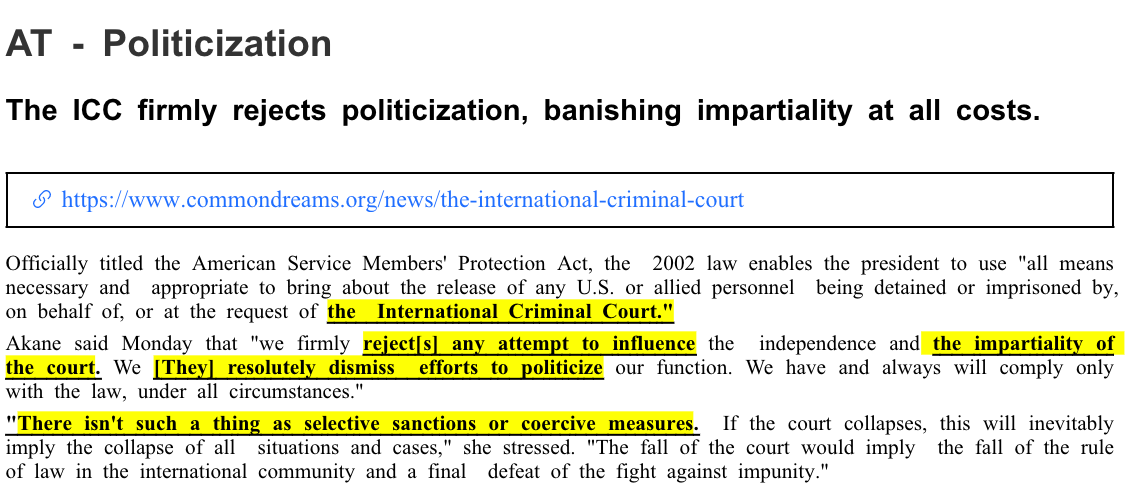 AT - Politicization
The ICC firmly rejects politicization, banishing impartiality at all costs.
https://www.commondreams.org/news/the-international-criminal-court
Officially titled the American Service Members' Protection Act, the 2002 law enables the president to use "all means
necessary and appropriate to bring about the release of any U.S. or allied personnel being detained or imprisoned by,
on behalf of, or at the request of the International Criminal Court."
Akane said Monday that "we firmly reject[s] any attempt to influence the independence and the impartiality of
the court. We [They] resolutely dismiss efforts to politicize our function. We have and always will comply only
with the law, under all circumstances."
"There isn't such a thing as selective sanctions or coercive measures. If the court collapses, this will inevitably
imply the collapse of all situations and cases," she stressed. "The fall of the court would imply the fall of the rule
of law in the international community and a final defeat of the fight against impunity."